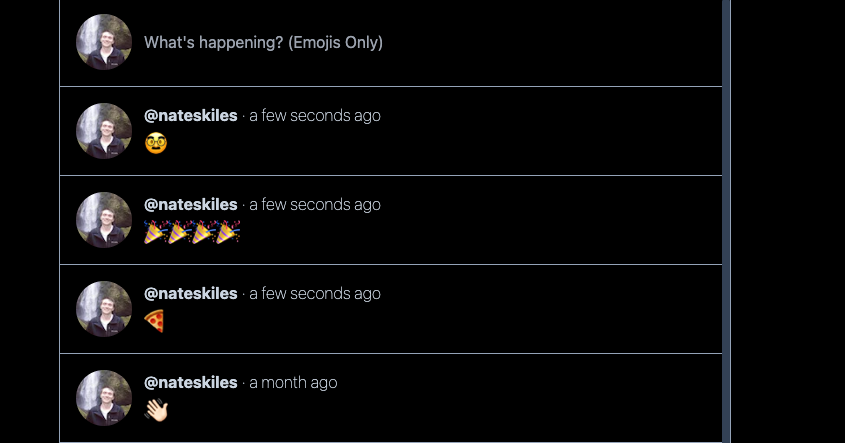 What's happening? (Emojis Only)
@nateskiles · a few seconds ago
🥸
@nateskiles · a few seconds ago
🎉🎉🎉🎉
@nateskiles · a few seconds ago
🍕
@nateskiles · a month ago
👋🏻